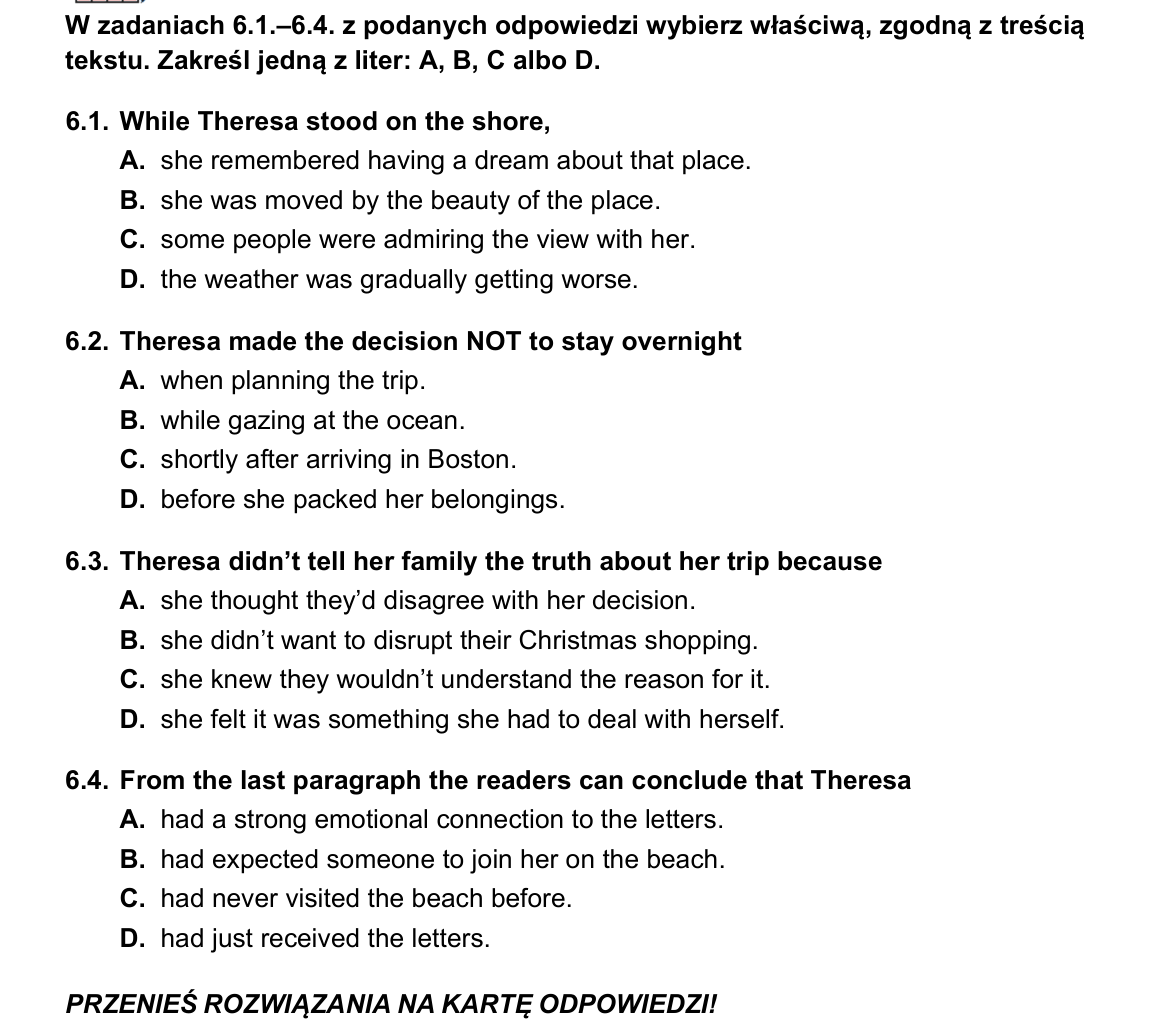 W zadaniach 6.1.–6.4. z podanych odpowiedzi wybierz właściwą, zgodną z treścią
tekstu. Zakreśl jedną z liter: A, B, C albo D.
6.1. While Theresa stood on the shore,
A. she remembered having a dream about that place.
B. she was moved by the beauty of the place.
C. some people were admiring the view with her.
D. the weather was gradually getting worse.
6.2. Theresa made the decision NOT to stay overnight
A. when planning the trip.
B. while gazing at the ocean.
C. shortly after arriving in Boston.
D. before she packed her belongings.
6.3. Theresa didn’t tell her family the truth about her trip because
A. she thought they’d disagree with her decision.
B. she didn’t want to disrupt their Christmas shopping.
C. she knew they wouldn’t understand the reason for it.
D. she felt it was something she had to deal with herself.
6.4. From the last paragraph the readers can conclude that Theresa
A. had a strong emotional connection to the letters.
B. had expected someone to join her on the beach.
C. had never visited the beach before.
D. had just received the letters.
PRZENIEŚ ROZWIĄZANIA NA KARTĘ ODPOWIEDZI!